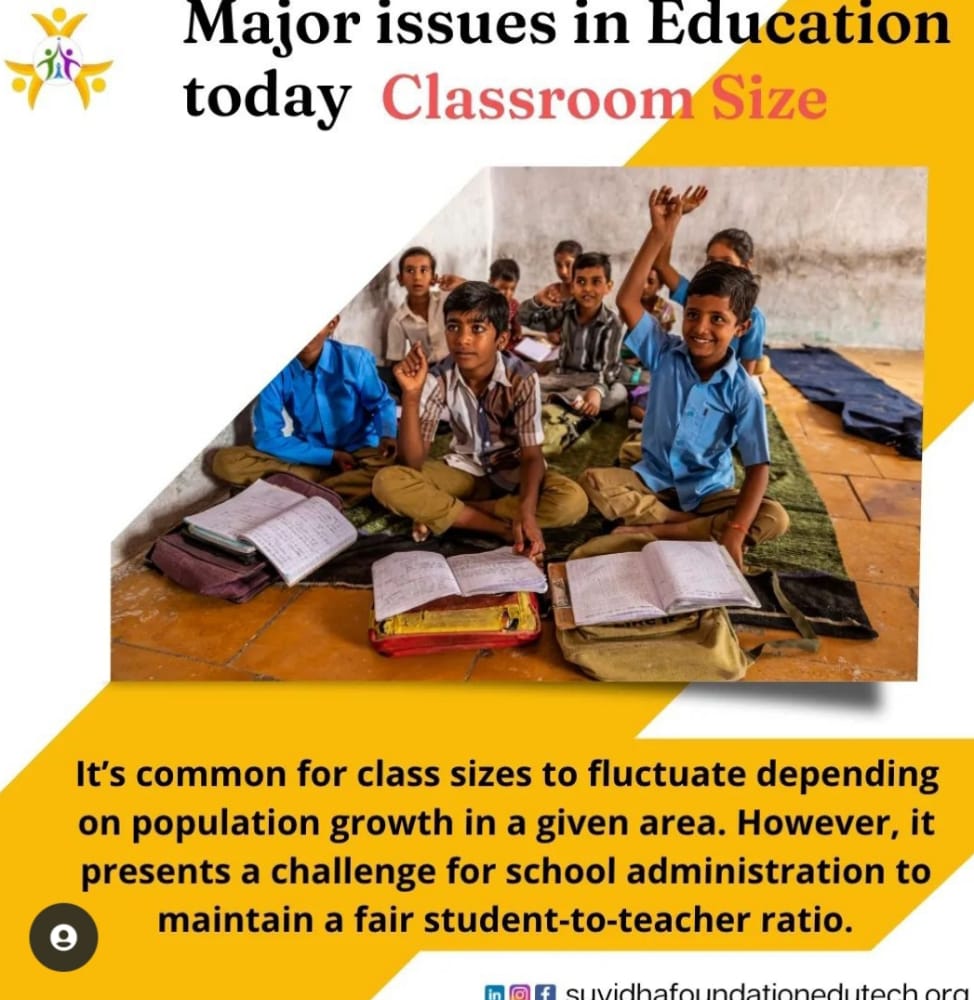 Major issues in Education
today Classroom Size
It's common for class sizes to fluctuate depending
on population growth in a given area. However, it
presents a challenge for school administration to
maintain a fair student-to-teacher ratio.
in f suvidhafoundationedutech.org